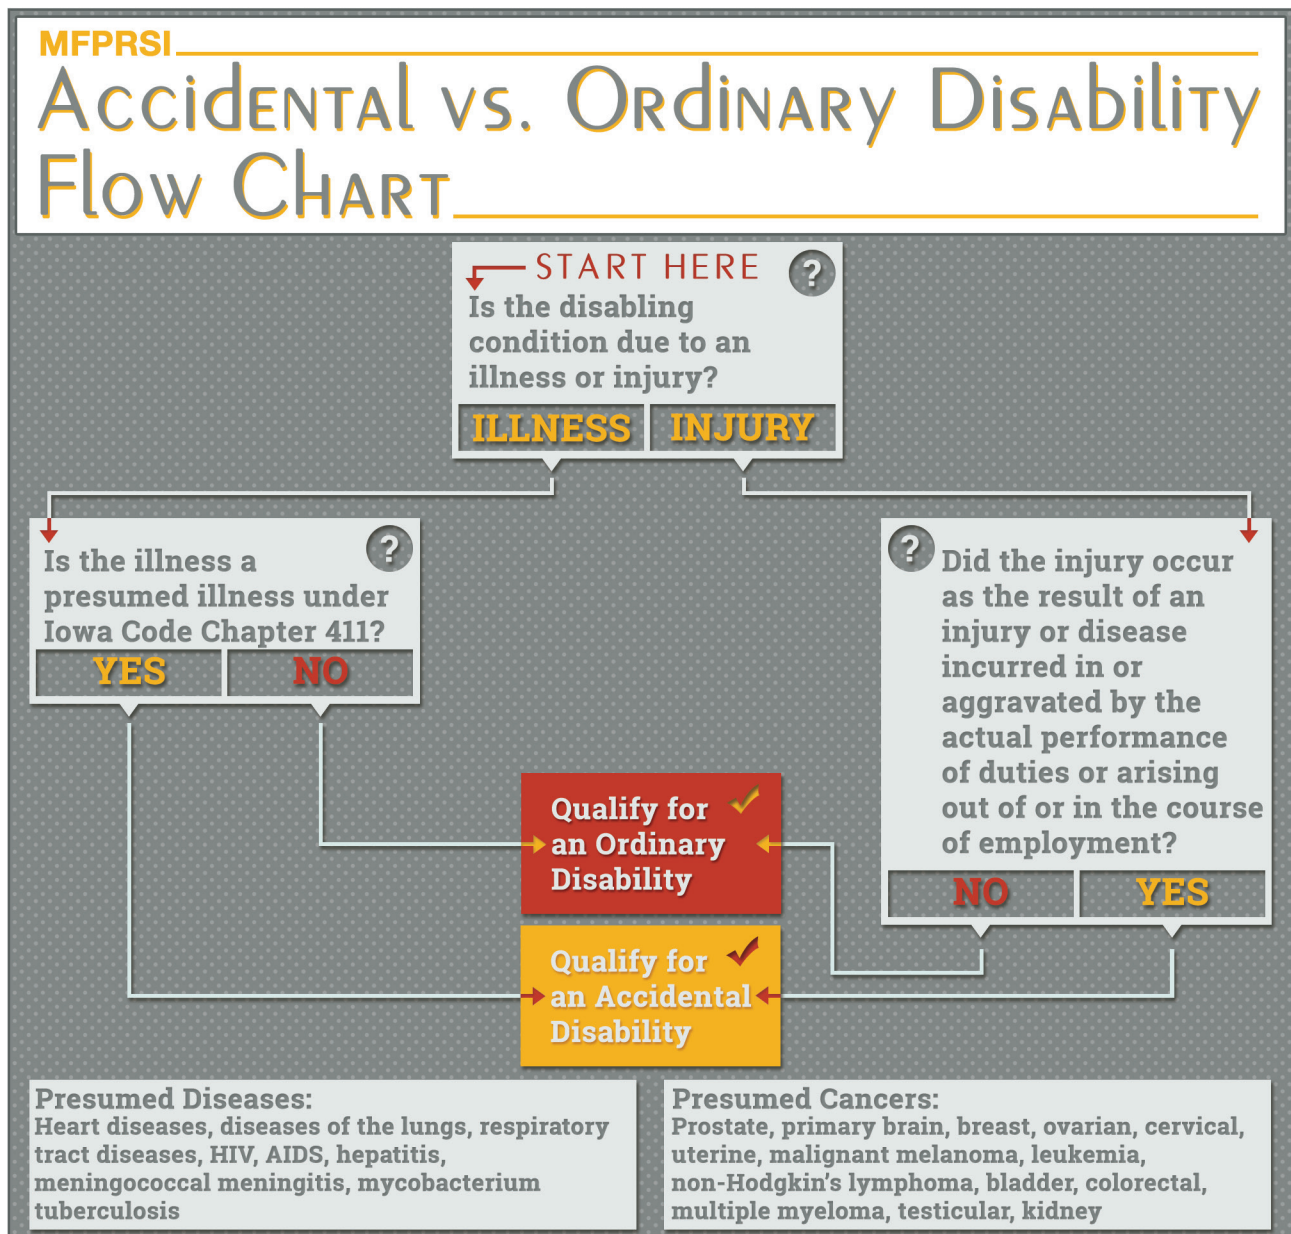 MFPRSI
Accidental vs. Ordinary Disability
Flow Chart
START HERE
?
Is the disabling
condition due to an
illness or injury?
ILLNESS
INJURY
?
Is the illness a
presumed illness under
Iowa Code Chapter 411?
YES
NO
?
Did the injury occur
as the result of an
injury or disease
incurred in or
aggravated by the
actual performance
of duties or arising
out of or in the course
of employment?
NO
YES
Qualify for
an Ordinary
Disability
Qualify for
an Accidental
Disability
Presumed Diseases:
Heart diseases, diseases of the lungs, respiratory
tract diseases, HIV, AIDS, hepatitis,
meningococcal meningitis, mycobacterium
tuberculosis
Presumed Cancers:
Prostate, primary brain, breast, ovarian, cervical,
uterine, malignant melanoma, leukemia,
non-Hodgkin's lymphoma, bladder, colorectal,
multiple myeloma, testicular, kidney